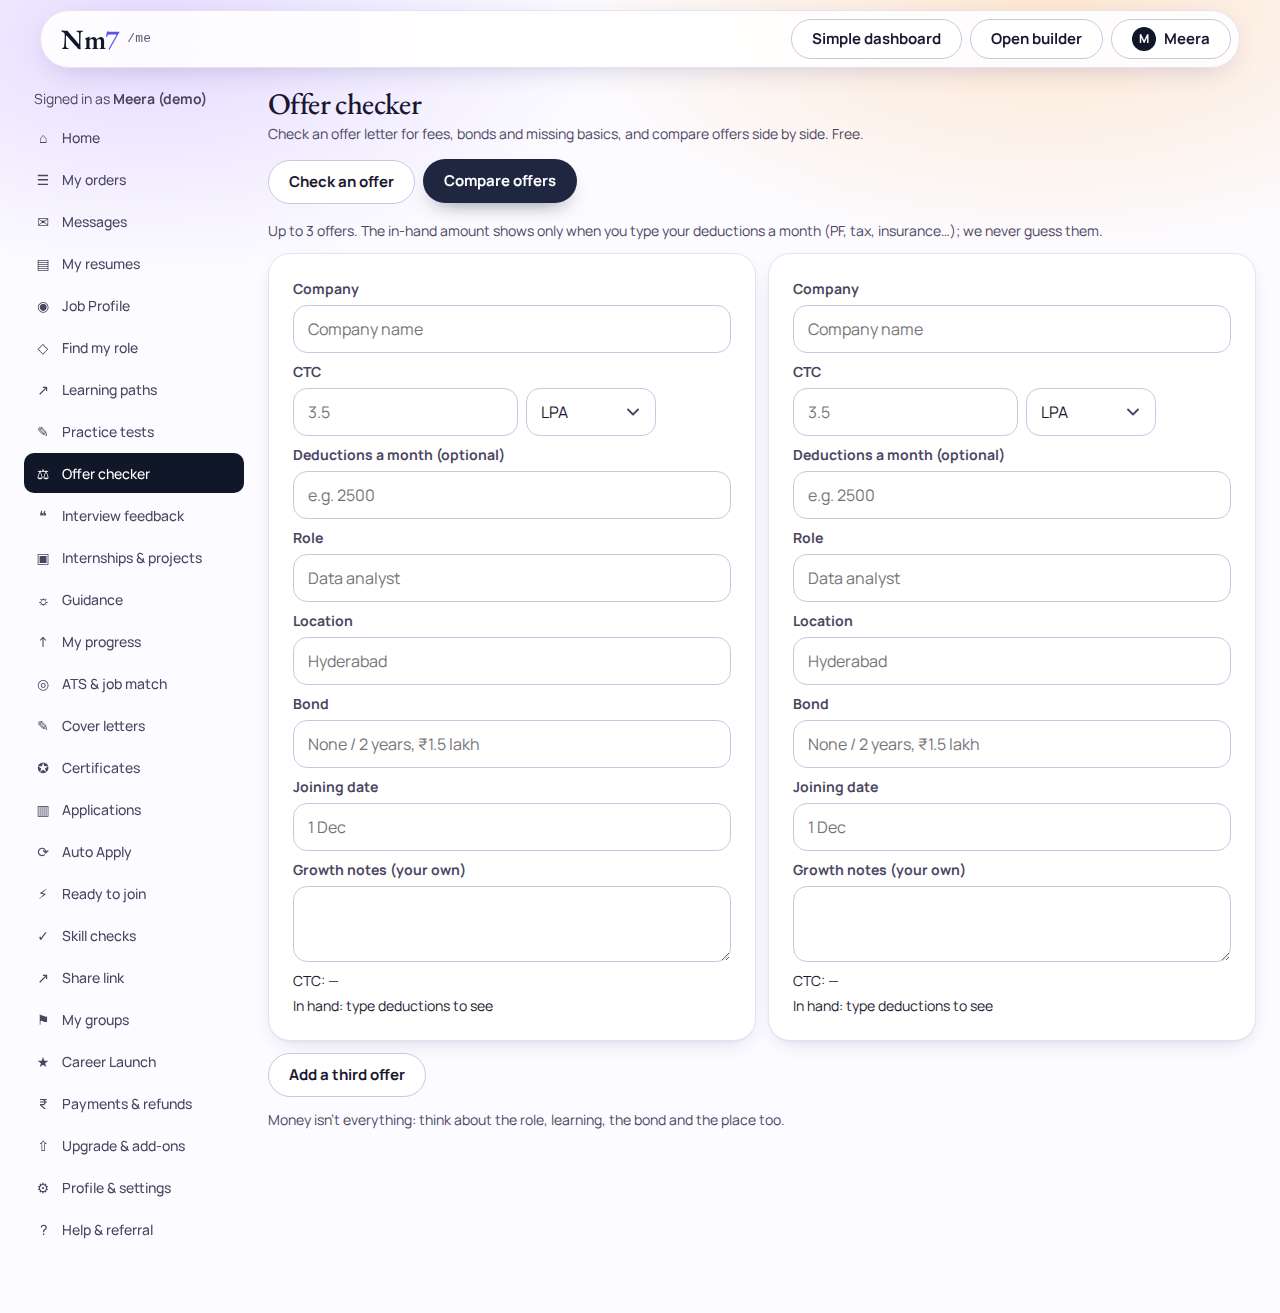 Nm7 /me
Simple dashboard
Open builder
M Meera
Signed in as Meera (demo)
⌂ Home
☰ My orders
✉ Messages
▤ My resumes
◉ Job Profile
◇ Find my role
↗ Learning paths
✎ Practice tests
⚖ Offer checker
❝ Interview feedback
▣ Internships & projects
☼ Guidance
↑ My progress
◎ ATS & job match
✎ Cover letters
✪ Certificates
▥ Applications
⟳ Auto Apply
⚡ Ready to join
✓ Skill checks
↗ Share link
⚑ My groups
★ Career Launch
₹ Payments & refunds
⇧ Upgrade & add-ons
⚙ Profile & settings
? Help & referral
Offer checker
Check an offer letter for fees, bonds and missing basics, and compare offers side by side. Free.
Check an offer
Compare offers
Up to 3 offers. The in-hand amount shows only when you type your deductions a month (PF, tax, insurance…); we never guess them.
Company
Company name
CTC
3.5
LPA
Deductions a month (optional)
e.g. 2500
Role
Data analyst
Location
Hyderabad
Bond
None / 2 years, ₹1.5 lakh
Joining date
1 Dec
Growth notes (your own)
CTC: —
In hand: type deductions to see
Company
Company name
CTC
3.5
LPA
Deductions a month (optional)
e.g. 2500
Role
Data analyst
Location
Hyderabad
Bond
None / 2 years, ₹1.5 lakh
Joining date
1 Dec
Growth notes (your own)
CTC: —
In hand: type deductions to see
Add a third offer
Money isn't everything: think about the role, learning, the bond and the place too.